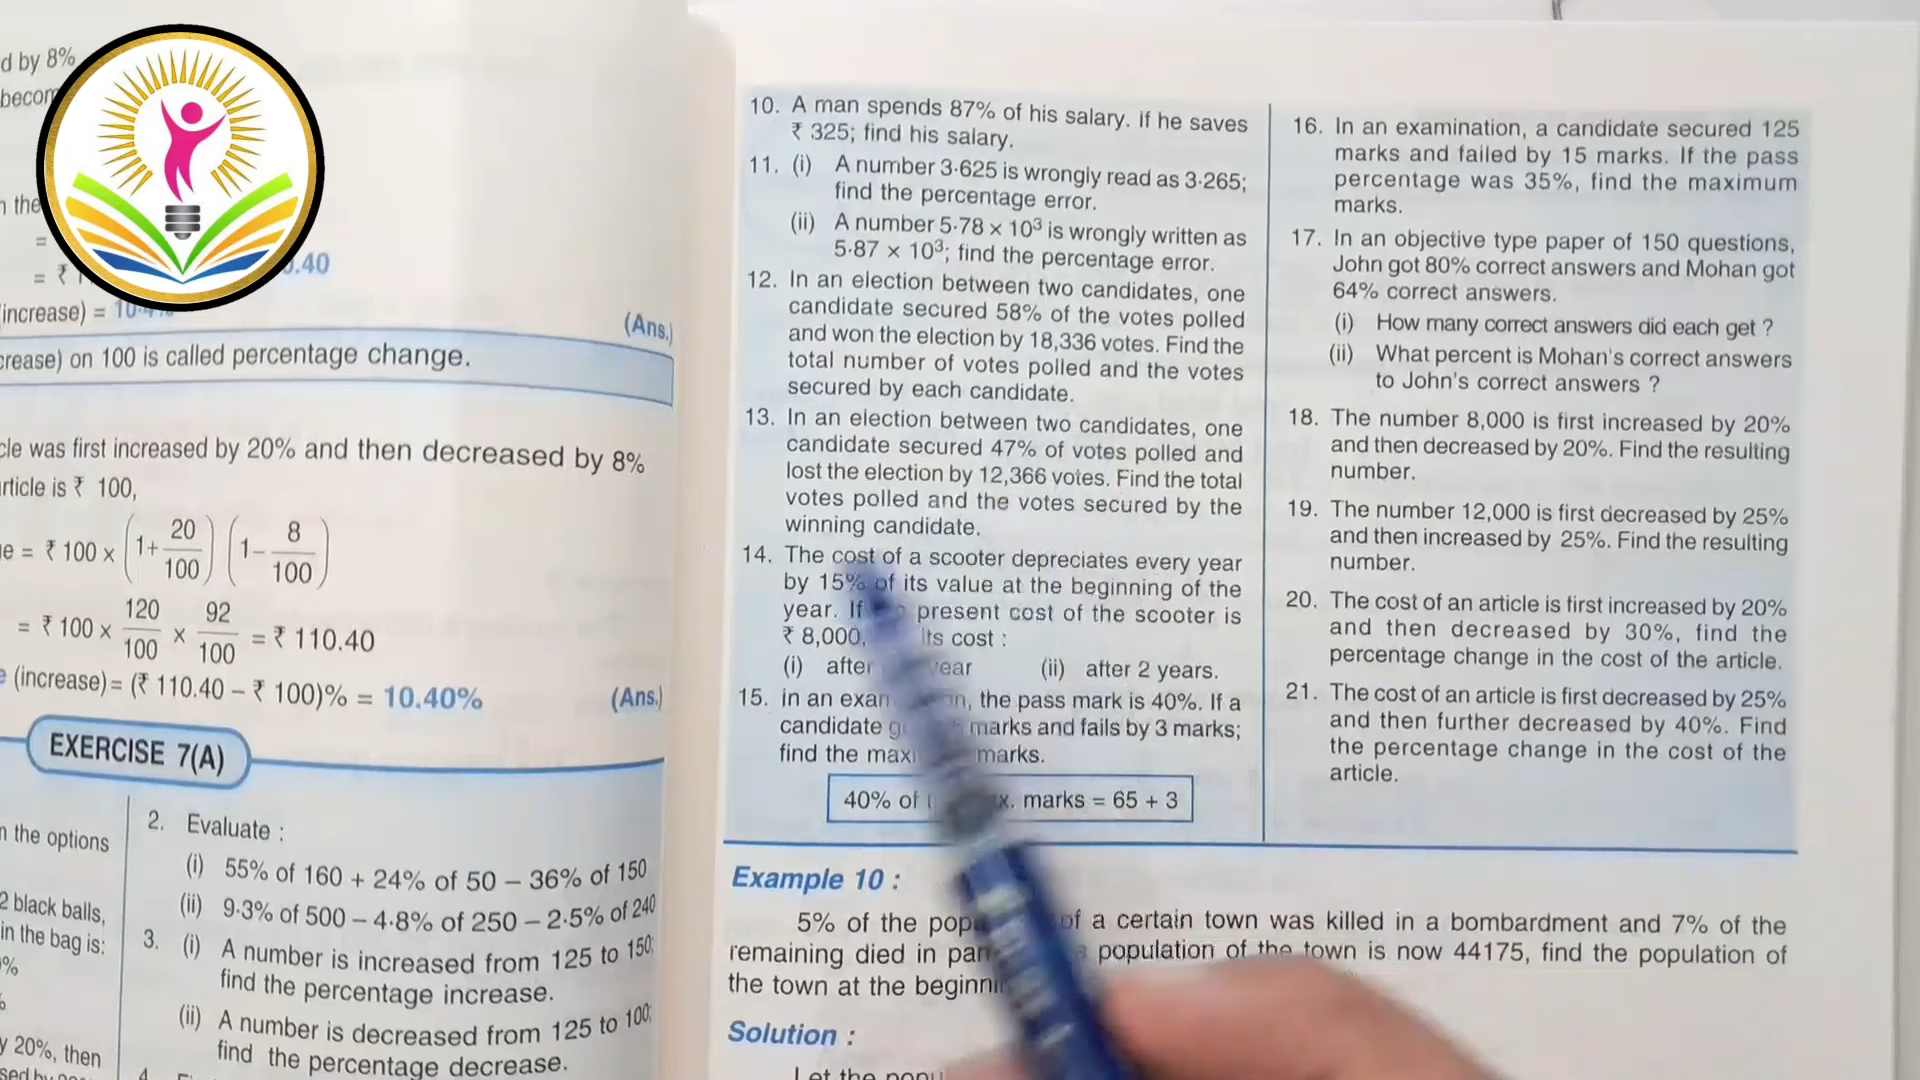 d by 8%
becom
n the
=
= ₹ 1
0.40
(increase) = 10.4%
(Ans.)
crease) on 100 is called percentage change.
cle was first increased by 20% and then decreased by 8%
rticle is ₹ 100,
e = ₹ 100 × (1+ 20/100) (1− 8/100)
= ₹ 100 × 120/100 × 92/100 = ₹ 110.40
e (increase) = (₹ 110.40 – ₹ 100)% = 10.40% (Ans.)
EXERCISE 7(A)
n the options
2 black balls,
in the bag is:
%
y 20%, then
2. Evaluate :
(i) 55% of 160 + 24% of 50 – 36% of 150
(ii) 9·3% of 500 – 4·8% of 250 – 2·5% of 240
3. (i) A number is increased from 125 to 150;
find the percentage increase.
(ii) A number is decreased from 125 to 100;
find the percentage decrease.
4.
10. A man spends 87% of his salary. if he saves
₹ 325; find his salary.
11. (i) A number 3·625 is wrongly read as 3·265;
find the percentage error.
(ii) A number 5·78 × 10³ is wrongly written as
5·87 × 10³; find the percentage error.
12. In an election between two candidates, one
candidate secured 58% of the votes polled
and won the election by 18,336 votes. Find the
total number of votes polled and the votes
secured by each candidate.
13. In an election between two candidates, one
candidate secured 47% of votes polled and
lost the election by 12,366 votes. Find the total
votes polled and the votes secured by the
winning candidate.
14. The cost of a scooter depreciates every year
by 15% of its value at the beginning of the
year. If present cost of the scooter is
₹ 8,000, its cost :
(i) after year (ii) after 2 years.
15. in an exan n, the pass mark is 40%. If a
candidate g marks and fails by 3 marks;
find the maxi marks.
40% of x. marks = 65 + 3
16. In an examination, a candidate secured 125
marks and failed by 15 marks. If the pass
percentage was 35%, find the maximum
marks.
17. In an objective type paper of 150 questions,
John got 80% correct answers and Mohan got
64% correct answers.
(i) How many correct answers did each get ?
(ii) What percent is Mohan's correct answers
to John's correct answers ?
18. The number 8,000 is first increased by 20%
and then decreased by 20%. Find the resulting
number.
19. The number 12,000 is first decreased by 25%
and then increased by 25%. Find the resulting
number.
20. The cost of an article is first increased by 20%
and then decreased by 30%, find the
percentage change in the cost of the article.
21. The cost of an article is first decreased by 25%
and then further decreased by 40%. Find
the percentage change in the cost of the
article.
Example 10 :
5% of the pop of a certain town was killed in a bombardment and 7% of the
remaining died in pan population of the town is now 44175, find the population of
the town at the beginni
Solution :
Let the popu